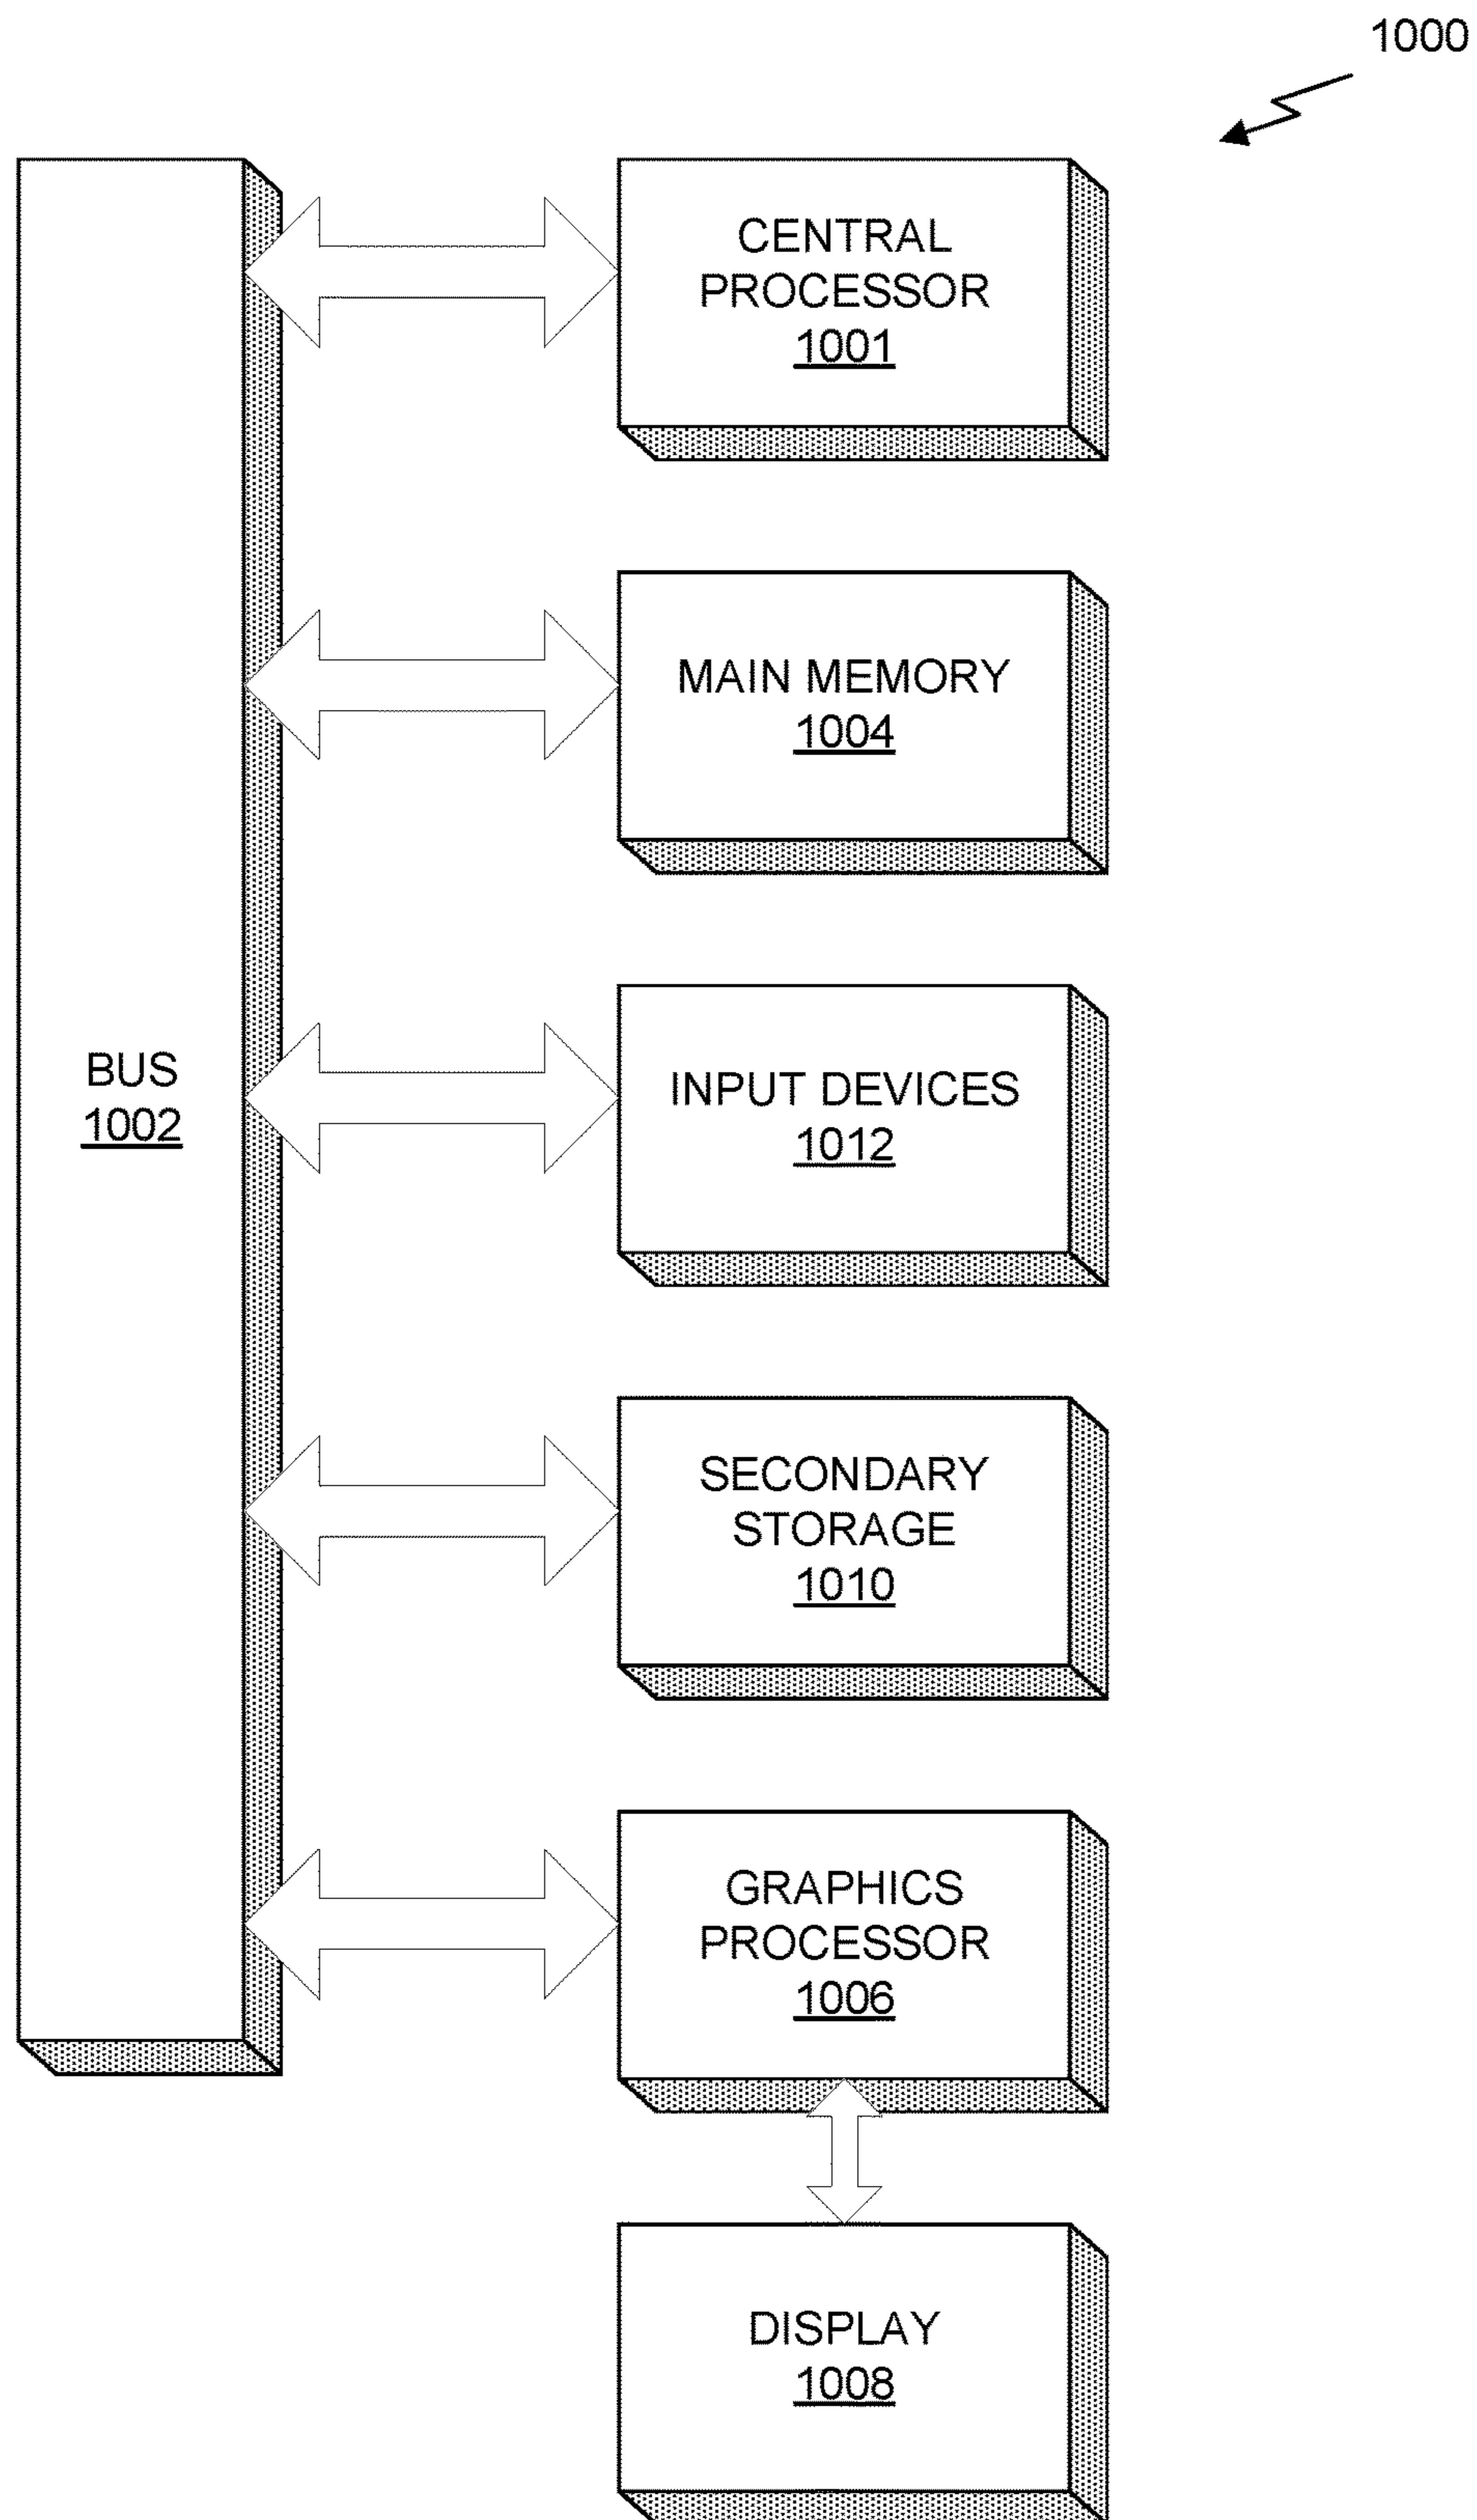 1000
CENTRAL
PROCESSOR
1001
MAIN MEMORY
1004
BUS
1002
INPUT DEVICES
1012
SECONDARY
STORAGE
1010
GRAPHICS
PROCESSOR
1006
DISPLAY
1008